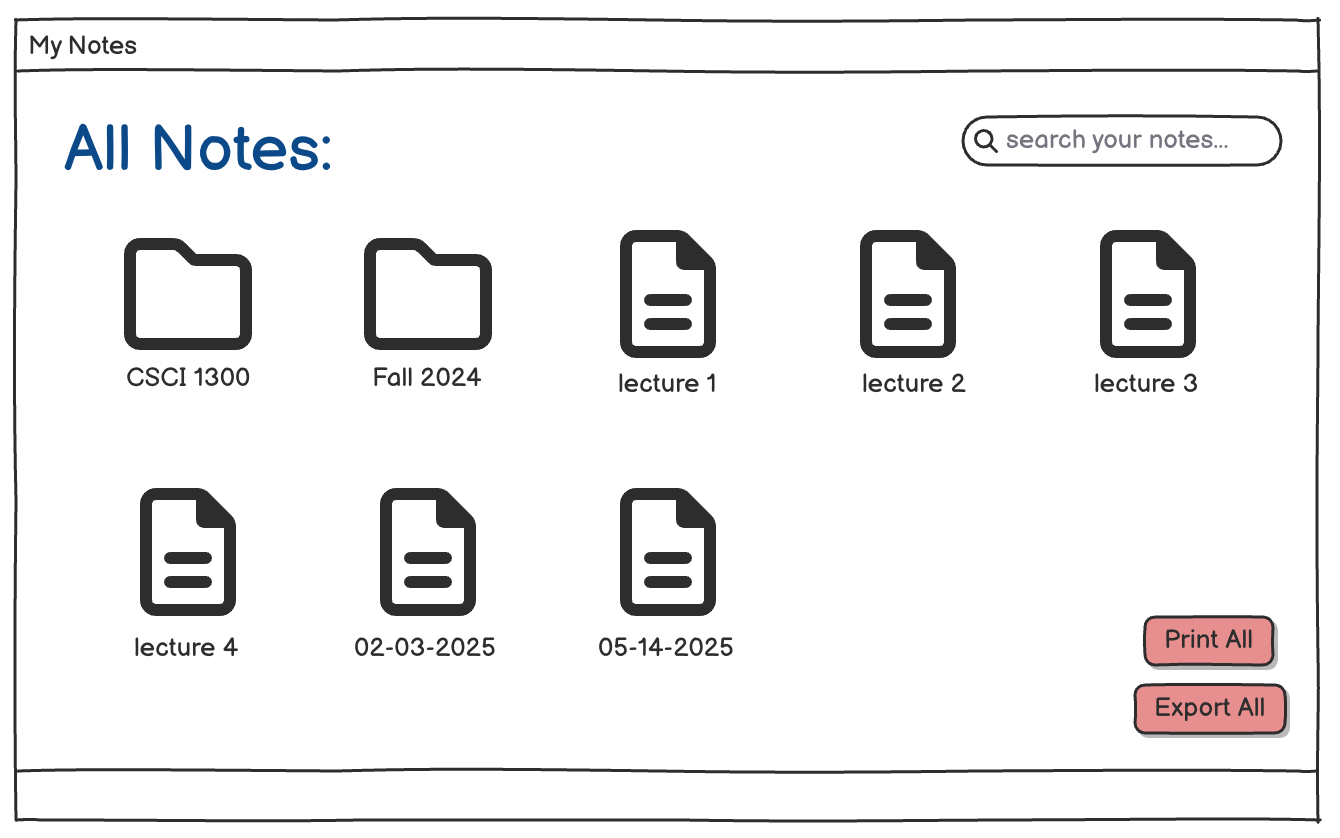 My Notes
All Notes:
search your notes...
CSCI 1300
Fall 2024
lecture 1
lecture 2
lecture 3
lecture 4
02-03-2025
05-14-2025
Print All
Export All